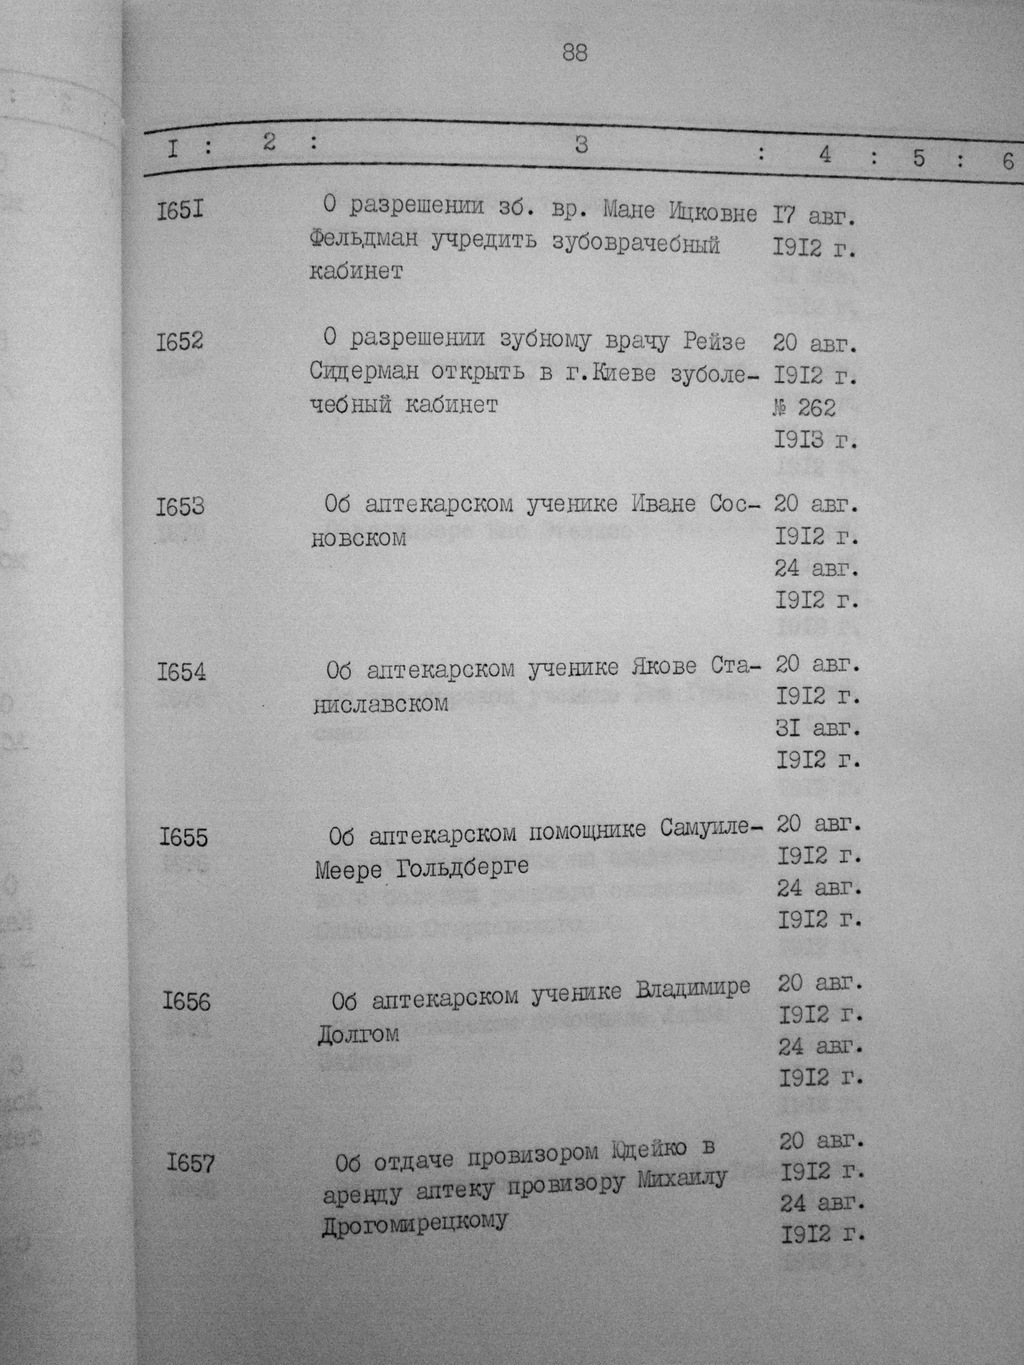 88
I : 2 : 3 : 4 : 5 : 6
I65I О разрешении зб. вр. Мане Ицковне I7 авг.
Фельдман учредить зубоврачебный I9I2 г.
кабинет
I652 О разрешении зубному врачу Рейзе 20 авг.
Сидерман открыть в г.Киеве зуболе- I9I2 г.
чебный кабинет № 262
I9I3 г.
I653 Об аптекарском ученике Иване Сос- 20 авг.
новском I9I2 г.
24 авг.
I9I2 г.
I654 Об аптекарском ученике Якове Ста- 20 авг.
ниславском I9I2 г.
3I авг.
I9I2 г.
I655 Об аптекарском помощнике Самуиле- 20 авг.
Меере Гольдберге I9I2 г.
24 авг.
I9I2 г.
I656 Об аптекарском ученике Владимире 20 авг.
Долгом I9I2 г.
24 авг.
I9I2 г.
I657 Об отдаче провизором Юдейко в 20 авг.
аренду аптеку провизору Михаилу I9I2 г.
Дрогомирецкому 24 авг.
I9I2 г.